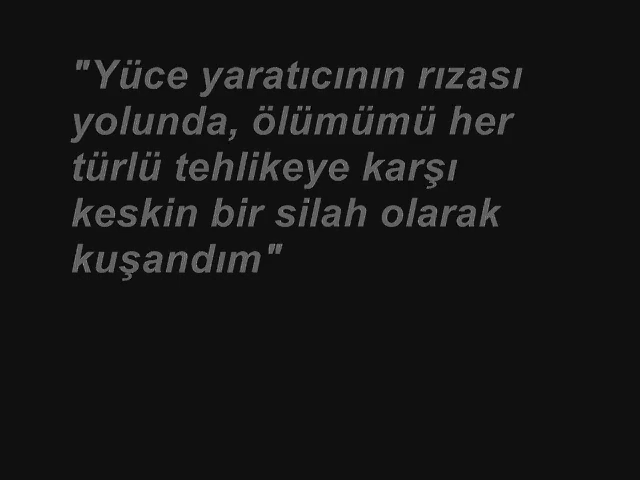 "Yüce yaratıcının rızası
yolunda, ölümümü her
türlü tehlikeye karşı
keskin bir silah olarak
kuşandım"